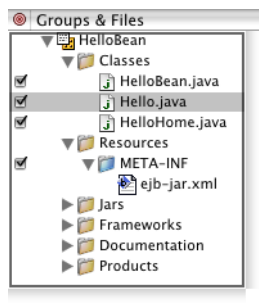 Groups & Files
HelloBean
Classes
HelloBean.java
Hello.java
HelloHome.java
Resources
META-INF
ejb-jar.xml
Jars
Frameworks
Documentation
Products